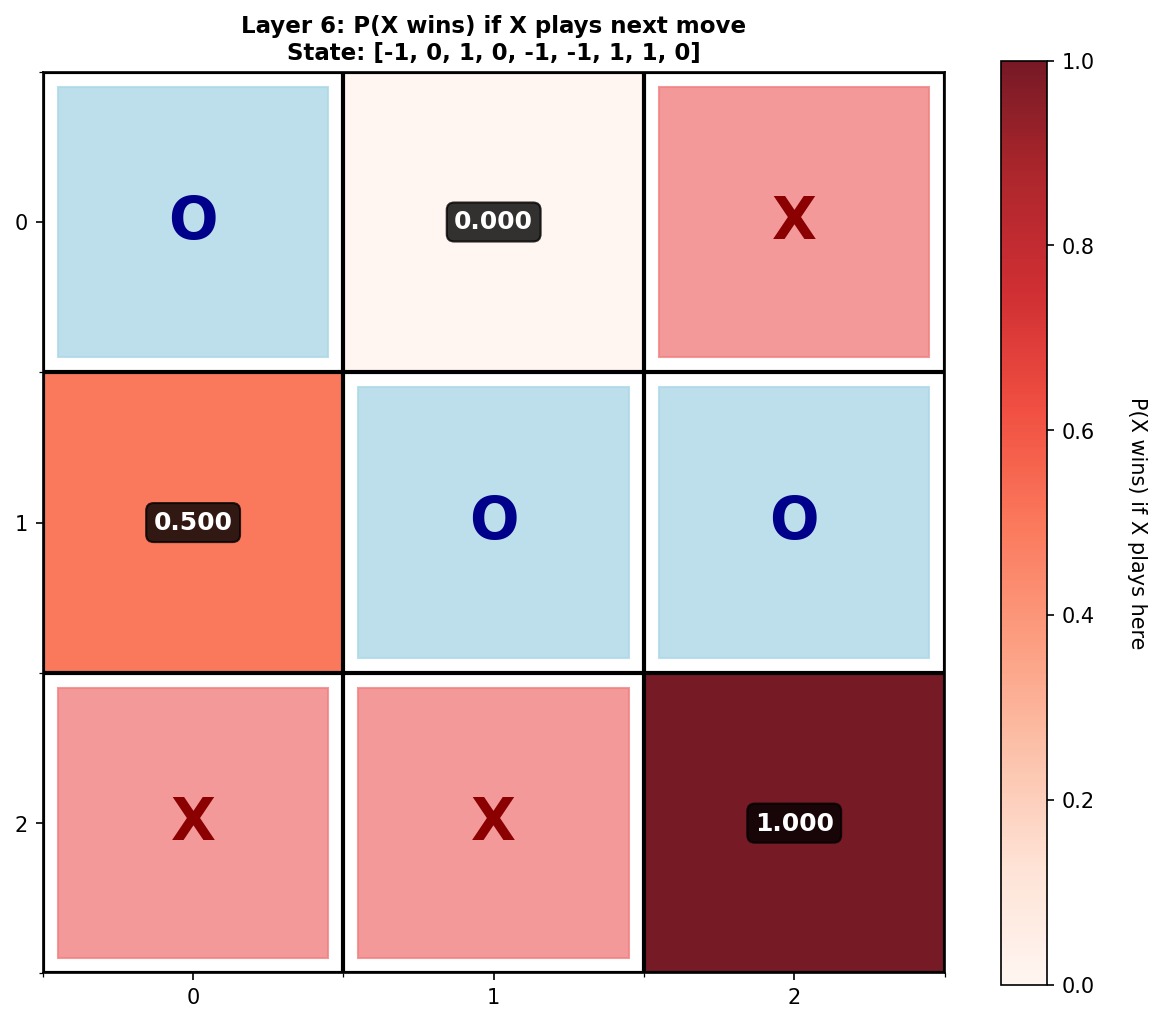 Layer 6: P(X wins) if X plays next move
State: [-1, 0, 1, 0, -1, -1, 1, 1, 0]
O
0.000
X
0
0.500
O
O
1
X
X
1.000
2
0
1
2
1.0
0.8
0.6
0.4
0.2
0.0
P(X wins) if X plays here